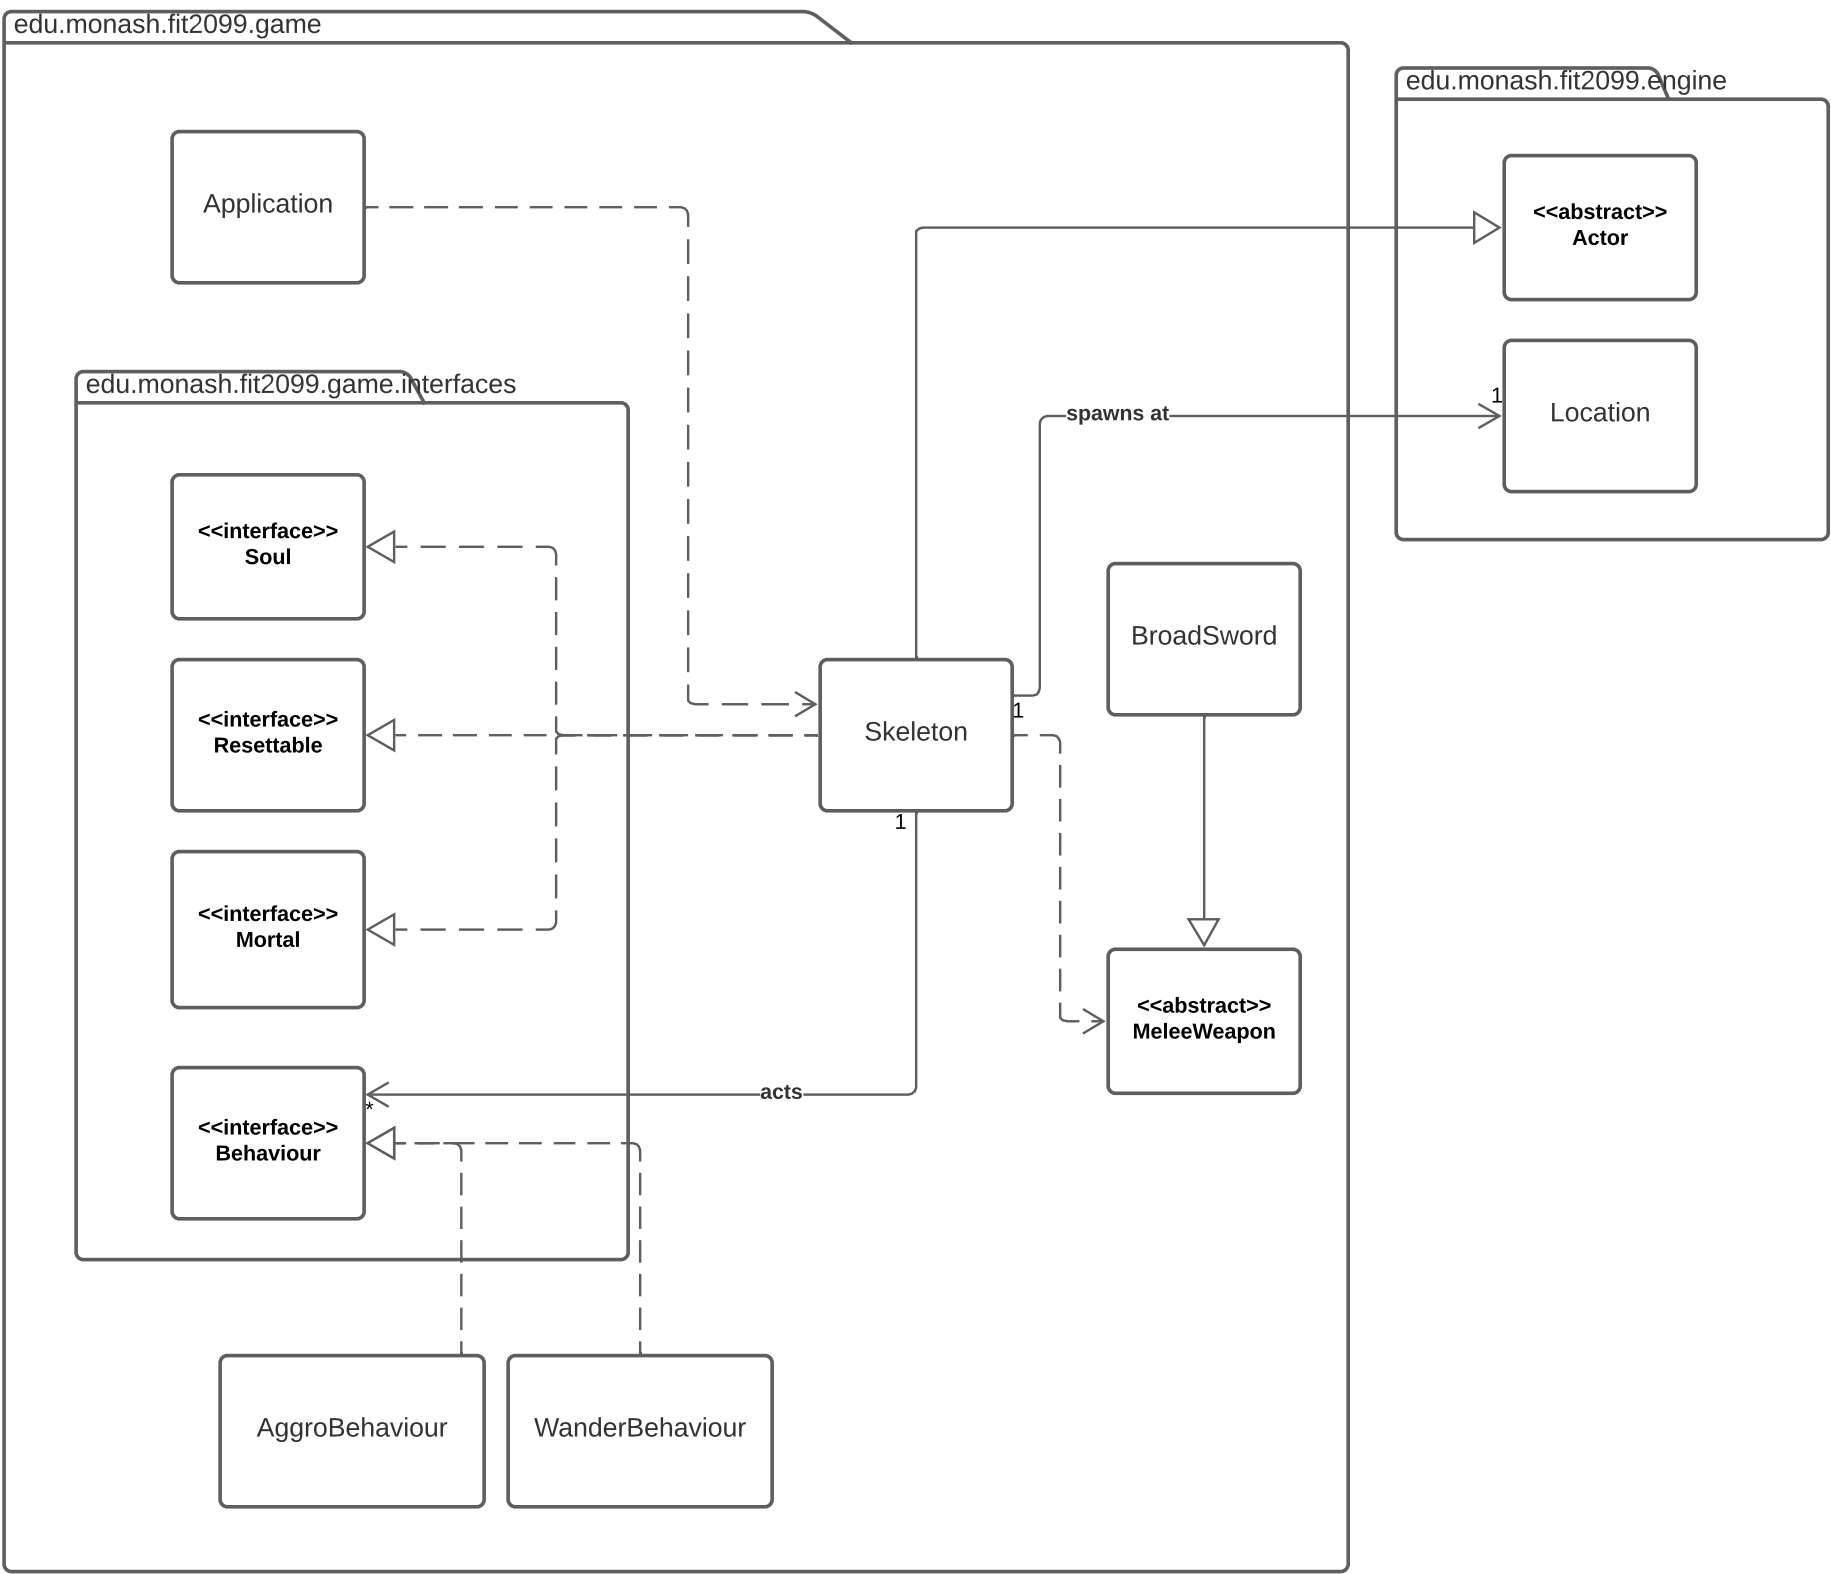 edu.monash.fit2099.game
edu.monash.fit2099.engine
Application
<<abstract>>
Actor
edu.monash.fit2099.game.interfaces
1
spawns at
Location
<<interface>>
Soul
BroadSword
<<interface>>
Resettable
Skeleton
1
1
<<interface>>
Mortal
<<abstract>>
MeleeWeapon
acts
*
<<interface>>
Behaviour
AggroBehaviour
WanderBehaviour